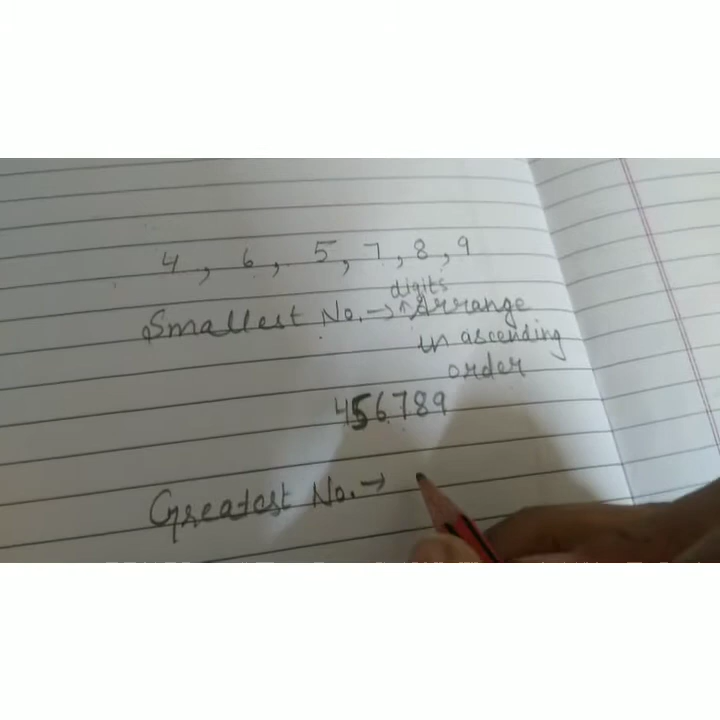 4, 6, 5, 7, 8, 9
digits
Smallest No. → ^Arrange
in ascending
order
456789
Greatest No. →